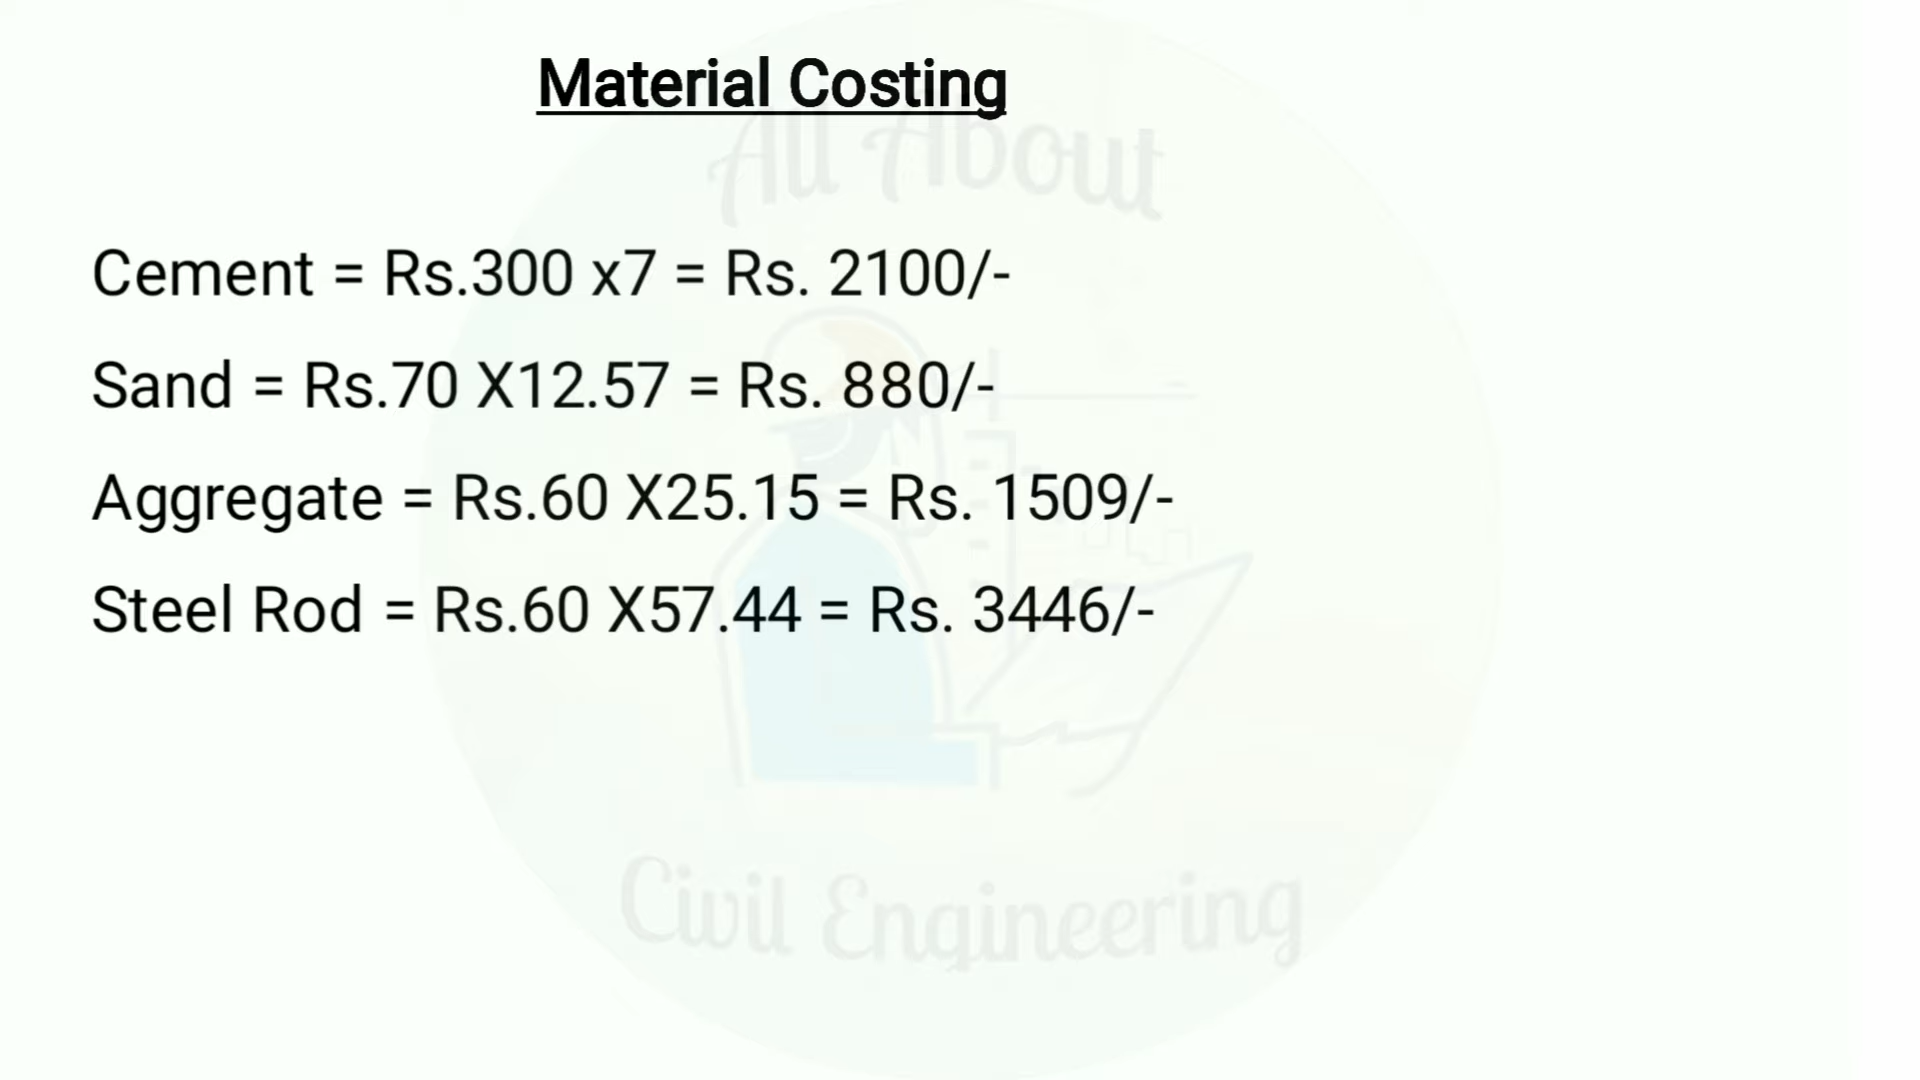 Material Costing
All About
Cement = Rs.300 x7 = Rs. 2100/-
Sand = Rs.70 X12.57 = Rs. 880/-
Aggregate = Rs.60 X25.15 = Rs. 1509/-
Steel Rod = Rs.60 X57.44 = Rs. 3446/-
Civil Engineering